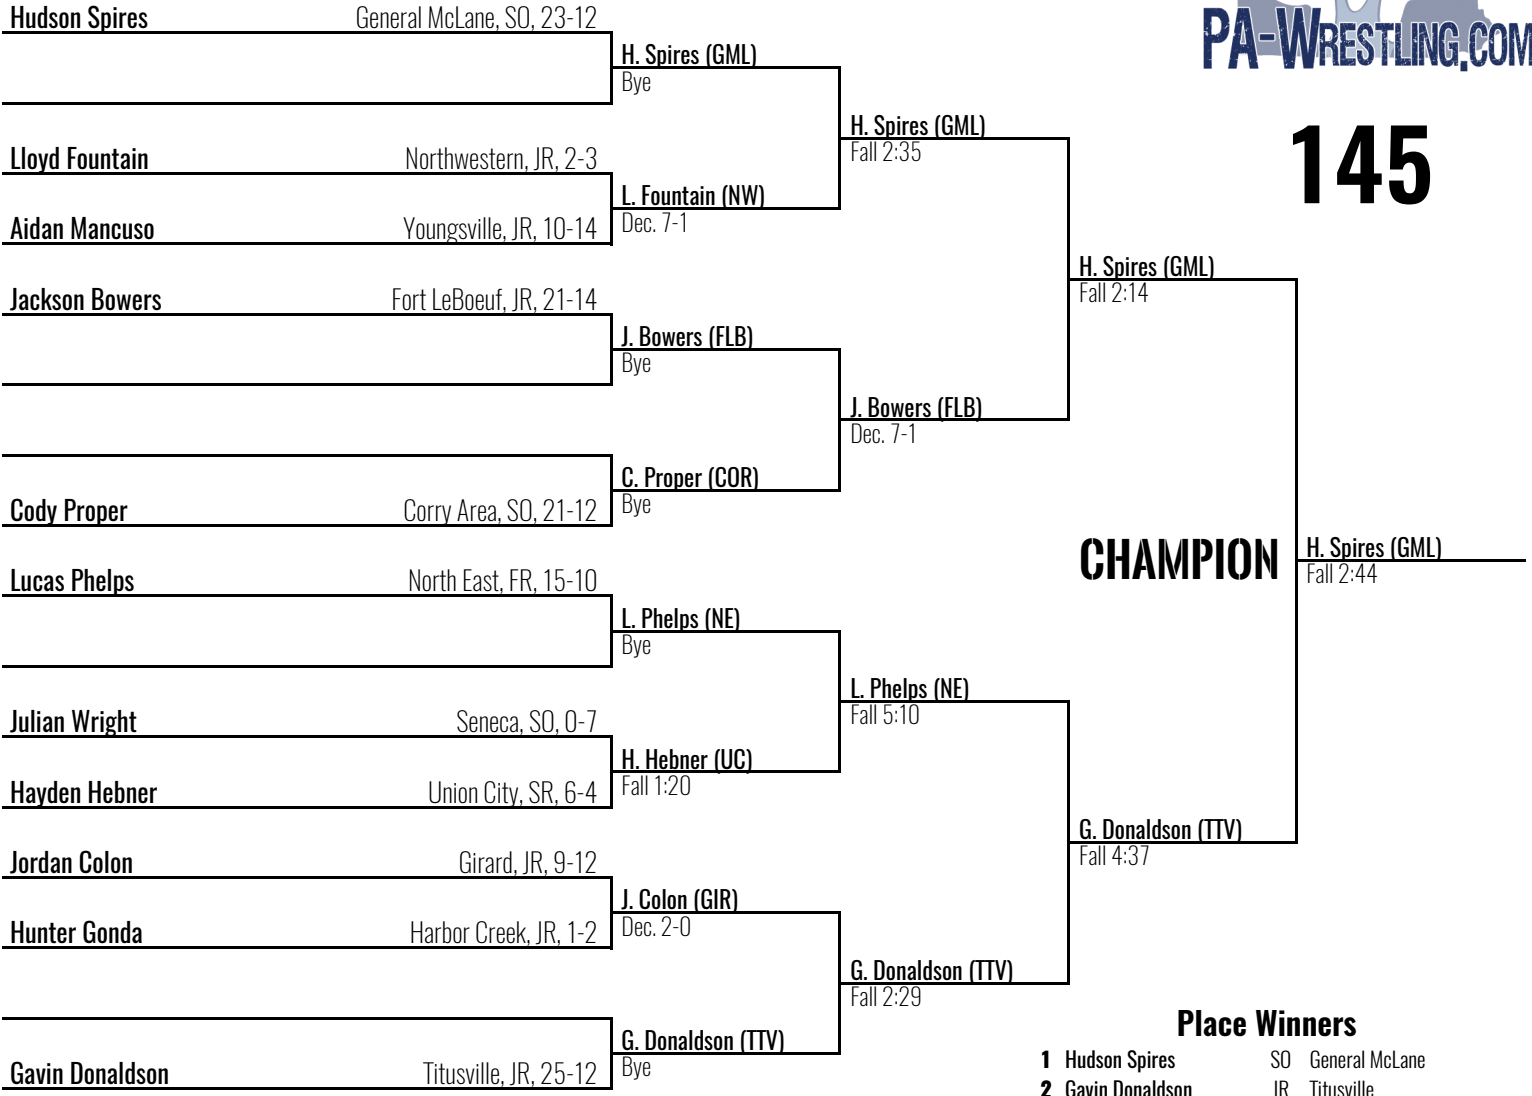 PA-WRESTLING.COM
145
Hudson Spires General McLane, SO, 23-12
Lloyd Fountain Northwestern, JR, 2-3
Aidan Mancuso Youngsville, JR, 10-14
Jackson Bowers Fort LeBoeuf, JR, 21-14
Cody Proper Corry Area, SO, 21-12
Lucas Phelps North East, FR, 15-10
Julian Wright Seneca, SO, 0-7
Hayden Hebner Union City, SR, 6-4
Jordan Colon Girard, JR, 9-12
Hunter Gonda Harbor Creek, JR, 1-2
Gavin Donaldson Titusville, JR, 25-12
H. Spires (GML)
Bye
L. Fountain (NW)
Dec. 7-1
J. Bowers (FLB)
Bye
C. Proper (COR)
Bye
L. Phelps (NE)
Bye
H. Hebner (UC)
Fall 1:20
J. Colon (GIR)
Dec. 2-0
G. Donaldson (TTV)
Bye
H. Spires (GML)
Fall 2:35
J. Bowers (FLB)
Dec. 7-1
L. Phelps (NE)
Fall 5:10
G. Donaldson (TTV)
Fall 2:29
H. Spires (GML)
Fall 2:14
G. Donaldson (TTV)
Fall 4:37
CHAMPION
H. Spires (GML)
Fall 2:44
Place Winners
1 Hudson Spires SO General McLane
2 Gavin Donaldson JR Titusville